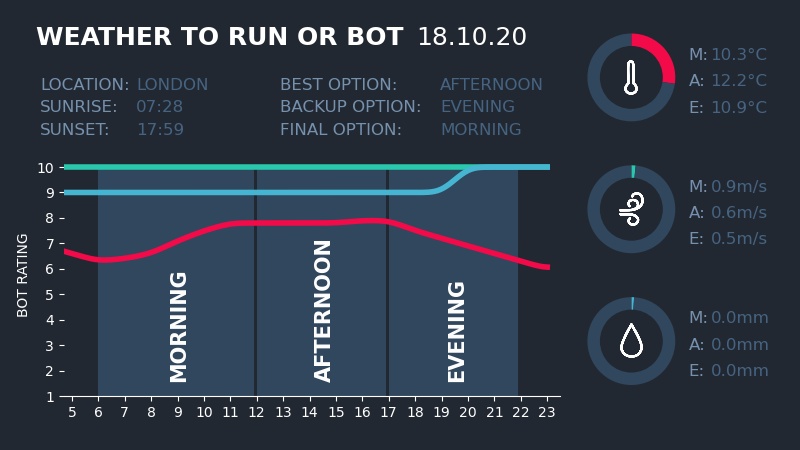 WEATHER TO RUN OR BOT 18.10.20
LOCATION: LONDON
SUNRISE: 07:28
SUNSET: 17:59
BEST OPTION: AFTERNOON
BACKUP OPTION: EVENING
FINAL OPTION: MORNING
M: 10.3°C
A: 12.2°C
E: 10.9°C
M: 0.9m/s
A: 0.6m/s
E: 0.5m/s
M: 0.0mm
A: 0.0mm
E: 0.0mm
BOT RATING
10
9
8
7
6
5
4
3
2
1
MORNING
AFTERNOON
EVENING
5 6 7 8 9 10 11 12 13 14 15 16 17 18 19 20 21 22 23